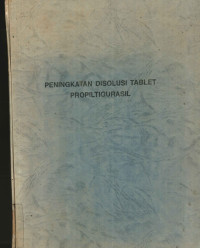 PENINGKATAN DISOLUSI TABLET
PROPILTIOURASIL